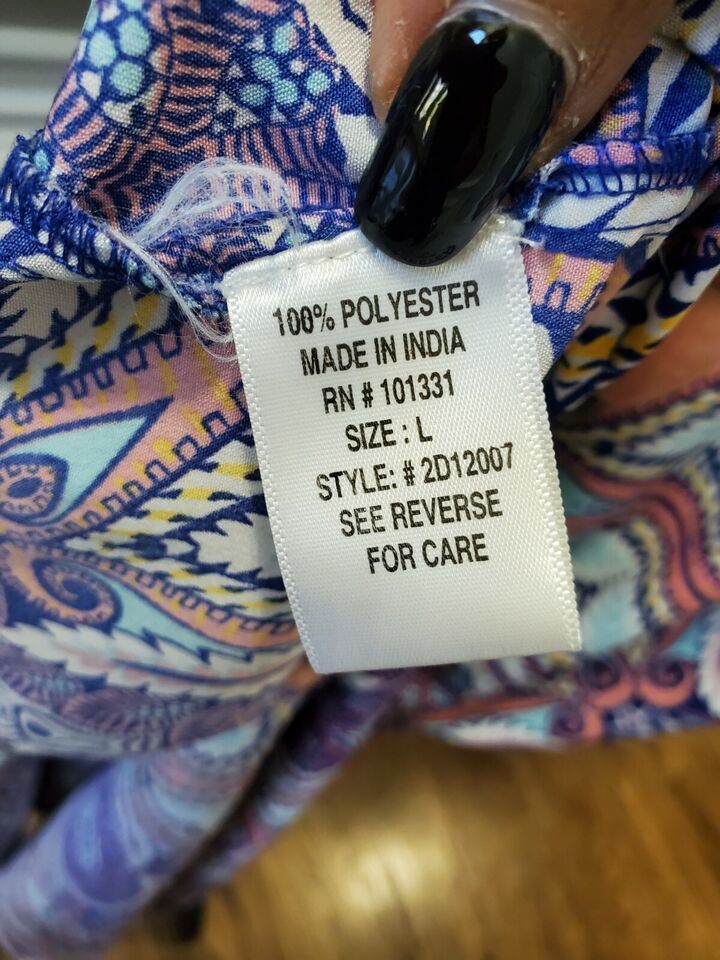 100% POLYESTER
MADE IN INDIA
RN # 101331
SIZE : L
STYLE: # 2D12007
SEE REVERSE
FOR CARE